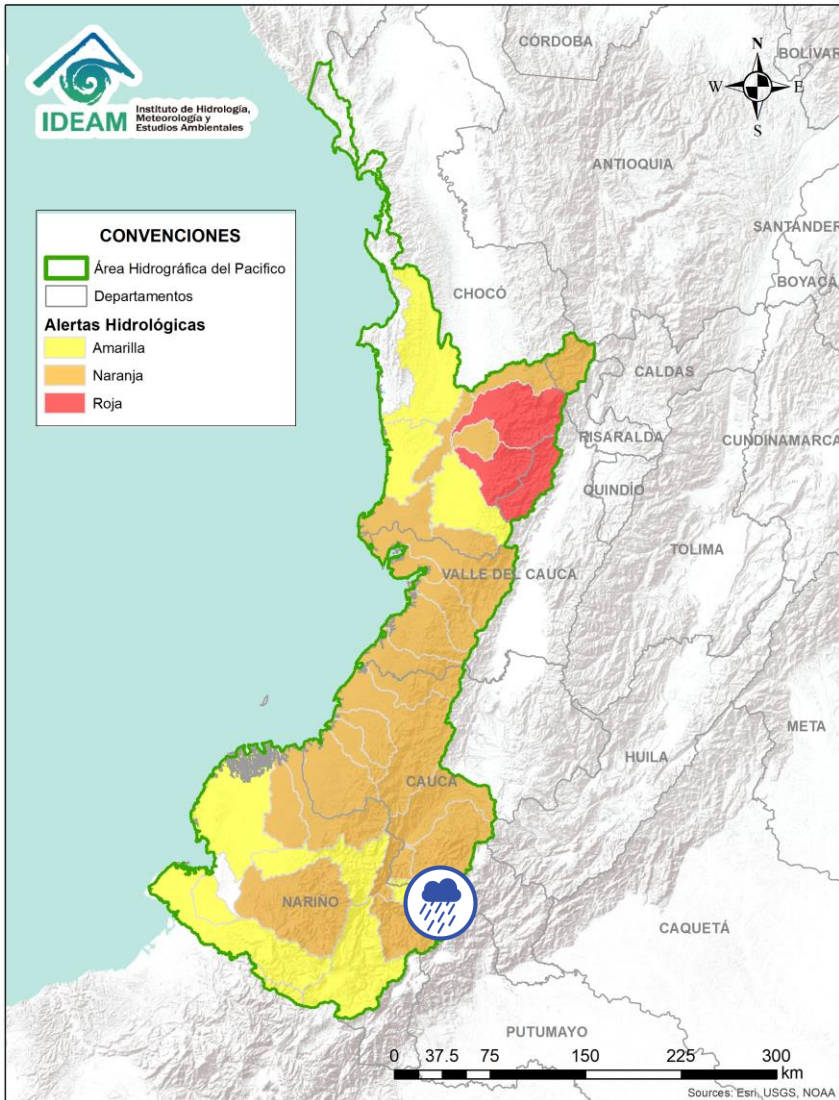 IDEAM
Instituto de Hidrología,
Meteorología y
Estudios Ambientales
CÓRDOBA
BOLÍVAR
N
W
E
S
ANTIOQUIA
SANTANDER
BOYACÁ
CONVENCIONES
Área Hidrográfica del Pacifico
Departamentos
Alertas Hidrológicas
Amarilla
Naranja
Roja
CHOCÓ
CALDAS
RISARALDA
CUNDINAMARCA
QUINDÍO
TOLIMA
VALLE DEL CAUCA
META
HUILA
CAUCA
NARIÑO
CAQUETÁ
PUTUMAYO
0 37.5 75 150 225 300
km
Sources: Esri, USGS, NOAA